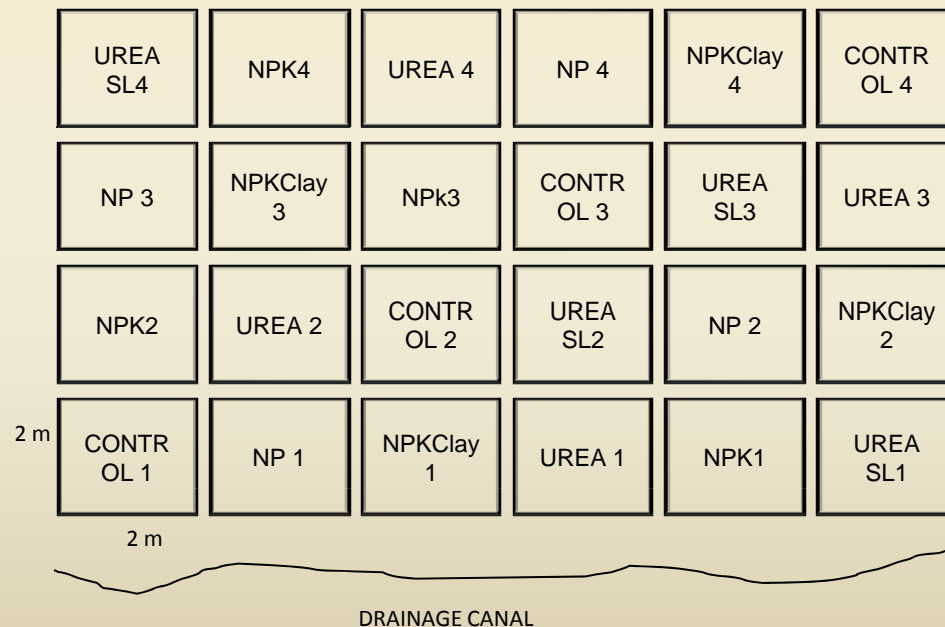 UREA
SL4
NPK4
UREA 4
NP 4
NPKClay
4
CONTR
OL 4
NP 3
NPKClay
3
NPk3
CONTR
OL 3
UREA
SL3
UREA 3
NPK2
UREA 2
CONTR
OL 2
UREA
SL2
NP 2
NPKClay
2
2 m
CONTR
OL 1
NP 1
NPKClay
1
UREA 1
NPK1
UREA
SL1
2 m
DRAINAGE CANAL